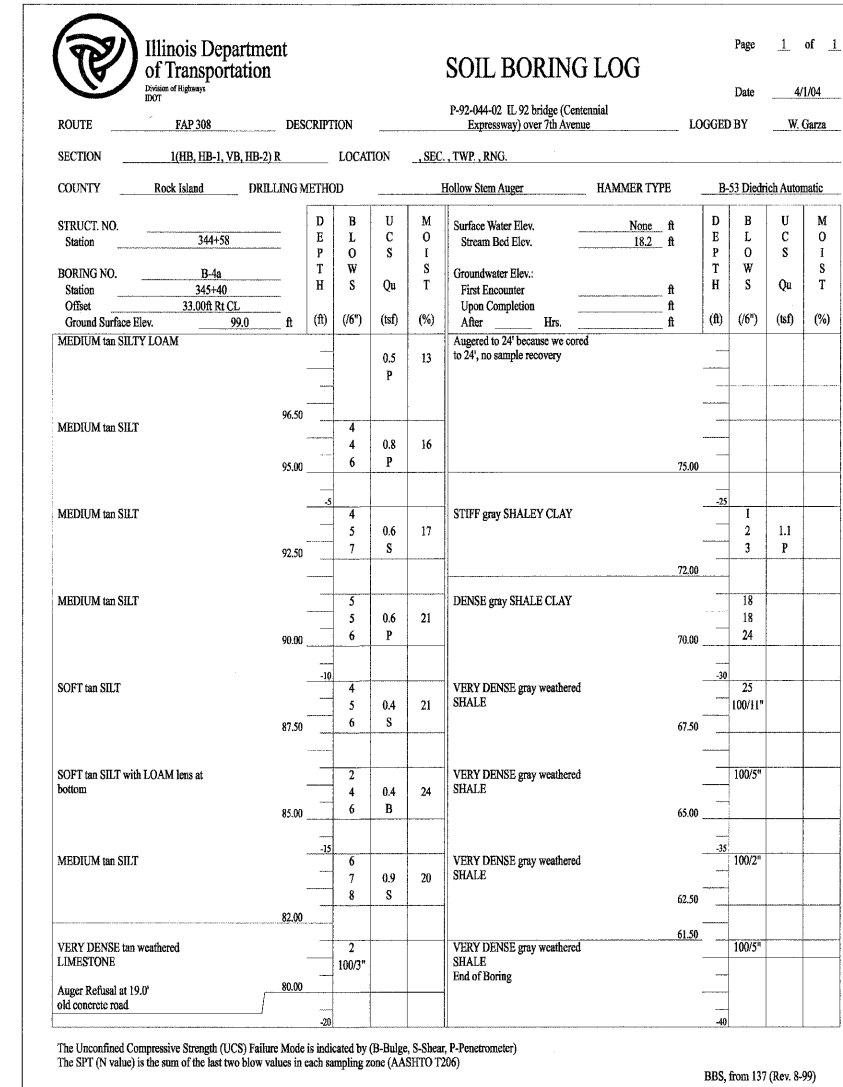 Illinois Department
of Transportation
Division of Highways
IDOT
SOIL BORING LOG
Page 1 of 1
Date 4/1/04
ROUTE FAP 308 DESCRIPTION P-92-044-02 IL 92 bridge (Centennial
Expressway) over 7th Avenue LOGGED BY W. Garza
SECTION 1(HB, HB-1, VB, HB-2) R LOCATION , SEC. , TWP. , RNG.
COUNTY Rock Island DRILLING METHOD Hollow Stem Auger HAMMER TYPE B-53 Diedrich Automatic
STRUCT. NO.
Station 344+58
BORING NO. B-4a
Station 345+40
Offset 33.00ft Rt CL
Ground Surface Elev. 99.0 ft
DEPTH (ft) BLOWS (/6") UCS Qu (tsf) MOIST (%)
Surface Water Elev. None ft
Stream Bed Elev. 18.2 ft
Groundwater Elev.:
First Encounter ft
Upon Completion ft
After Hrs. ft
DEPTH (ft) BLOWS (/6") UCS Qu (tsf) MOIST (%)
MEDIUM tan SILTY LOAM
0.5 13
P
96.50
MEDIUM tan SILT 4
4 0.8 16
95.00 6 P
-5
MEDIUM tan SILT 4
5 0.6 17
92.50 7 S
MEDIUM tan SILT 5
5 0.6 21
90.00 6 P
-10
SOFT tan SILT 4
5 0.4 21
87.50 6 S
SOFT tan SILT with LOAM lens at 2
bottom 4 0.4 24
85.00 6 B
-15
MEDIUM tan SILT 6
7 0.9 20
8 S
82.00
VERY DENSE tan weathered 2
LIMESTONE 100/3"
Auger Refusal at 19.0' 80.00
old concrete road
-20
Augered to 24' because we cored
to 24', no sample recovery
75.00
-25
STIFF gray SHALEY CLAY 1
2 1.1
3 P
72.00
DENSE gray SHALE CLAY 18
18
70.00 24
-30
VERY DENSE gray weathered 25
SHALE 100/11"
67.50
VERY DENSE gray weathered 100/5"
SHALE
65.00
-35
VERY DENSE gray weathered 100/2"
SHALE
62.50
61.50
VERY DENSE gray weathered 100/5"
SHALE
End of Boring
-40
The Unconfined Compressive Strength (UCS) Failure Mode is indicated by (B-Bulge, S-Shear, P-Penetrometer)
The SPT (N value) is the sum of the last two blow values in each sampling zone (AASHTO T206)
BBS, from 137 (Rev. 8-99)